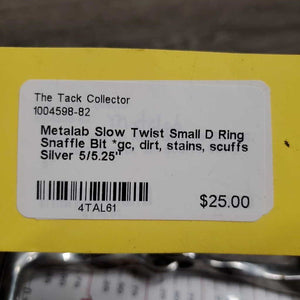 The Tack Collector
1004598-82
Metalab Slow Twist Small D Ring
Snaffle Bit *gc, dirt, stains, scuffs
Silver 5/5.25"
4TAL61
$25.00